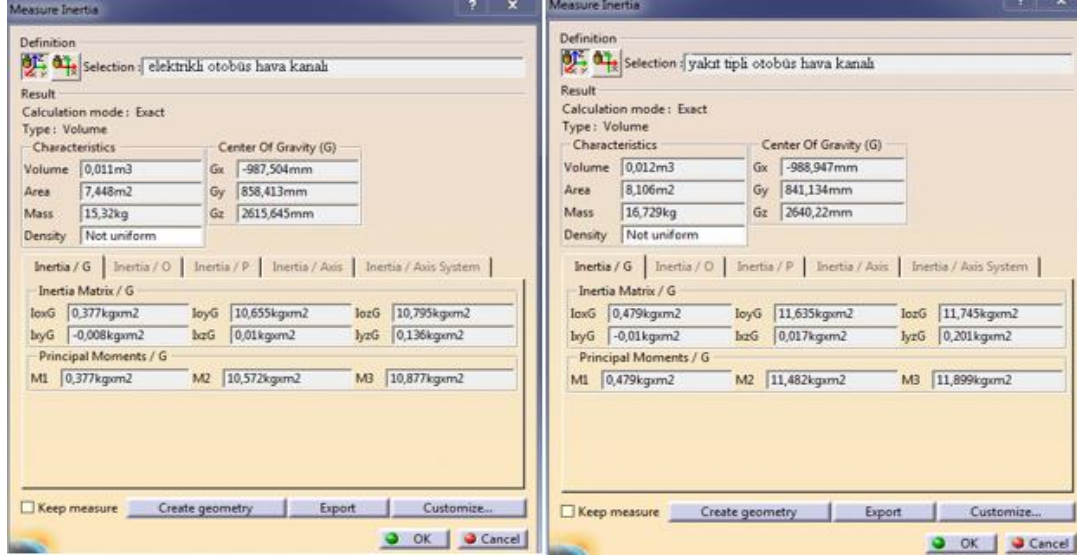 Measure Inertia
? X
Definition
Selection : elektrikli otobüs hava kanalı
Result
Calculation mode : Exact
Type : Volume
Characteristics
Center Of Gravity (G)
Volume 0,011m3
Gx -987,504mm
Area 7,448m2
Gy 858,413mm
Mass 15,32kg
Gz 2615,645mm
Density Not uniform
Inertia / G Inertia / O Inertia / P Inertia / Axis Inertia / Axis System
Inertia Matrix / G
IoxG 0,377kgxm2 IoyG 10,655kgxm2 IozG 10,795kgxm2
IxyG -0,008kgxm2 IxzG 0,01kgxm2 IyzG 0,136kgxm2
Principal Moments / G
M1 0,377kgxm2 M2 10,572kgxm2 M3 10,877kgxm2
Keep measure Create geometry Export Customize...
OK Cancel
Measure Inertia
? X
Definition
Selection : yakıt tipli otobüs hava kanalı
Result
Calculation mode : Exact
Type : Volume
Characteristics
Center Of Gravity (G)
Volume 0,012m3
Gx -988,947mm
Area 8,106m2
Gy 841,134mm
Mass 16,729kg
Gz 2640,22mm
Density Not uniform
Inertia / G Inertia / O Inertia / P Inertia / Axis Inertia / Axis System
Inertia Matrix / G
IoxG 0,479kgxm2 IoyG 11,635kgxm2 IozG 11,745kgxm2
IxyG -0,01kgxm2 IxzG 0,017kgxm2 IyzG 0,201kgxm2
Principal Moments / G
M1 0,479kgxm2 M2 11,482kgxm2 M3 11,899kgxm2
Keep measure Create geometry Export Customize...
OK Cancel